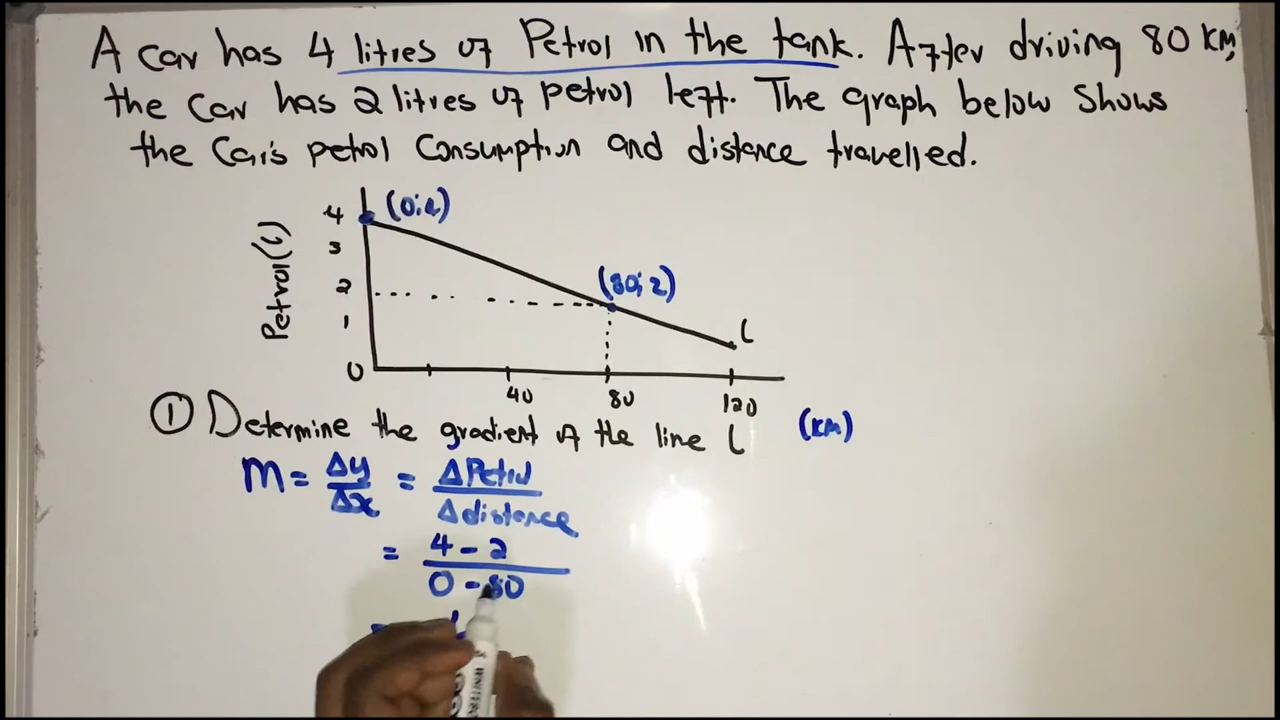 A car has 4 litres of Petrol in the tank. After driving 80 km,
the car has 2 litres of petrol left. The graph below shows
the Car's petrol consumption and distance travelled.
4 (0;4)
3
Petrol(l)
2 (80;2)
1 l
0
40 80 120
① Determine the gradient of the line l (KM)
M = Δy/Δx = ΔPetrol/Δdistance
= 4 - 2 / 0 - 80
=